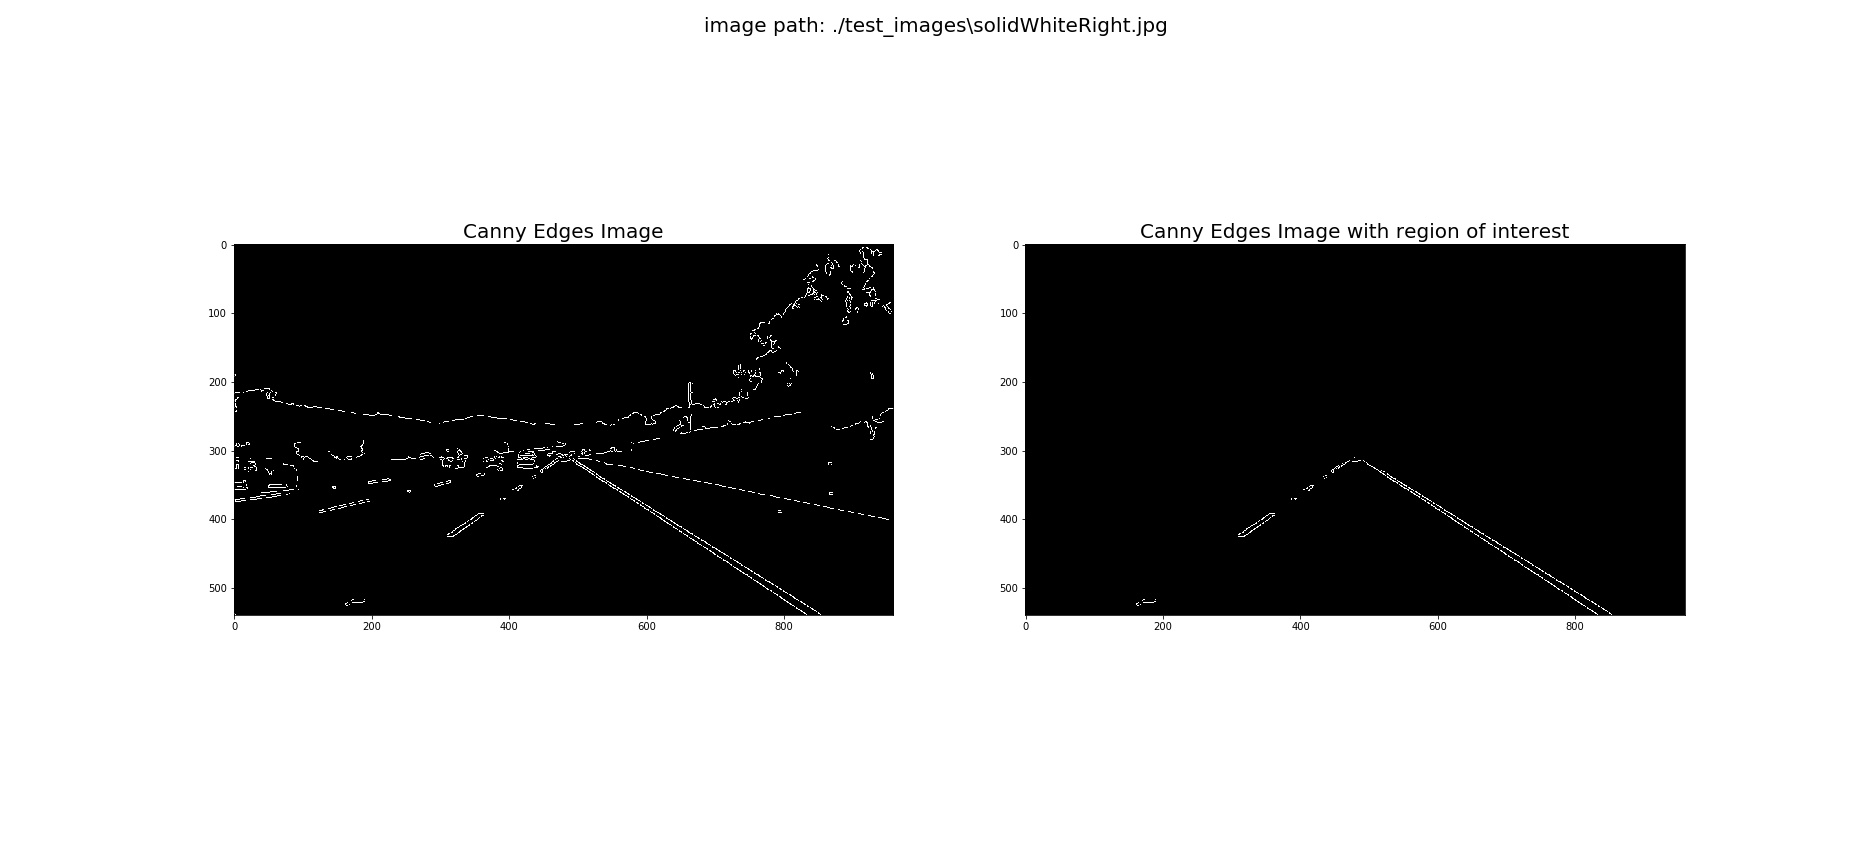 image path: ./test_images\solidWhiteRight.jpg
Canny Edges Image
0
100
200
300
400
500
0 200 400 600 800
Canny Edges Image with region of interest
0
100
200
300
400
500
0 200 400 600 800